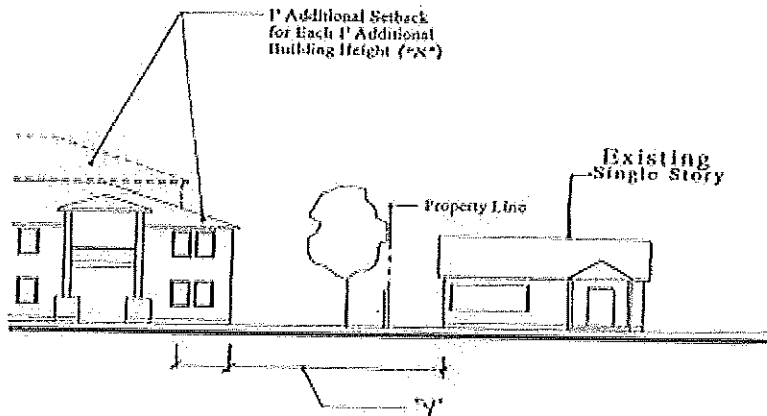 1' Additional Setback
for Each 1' Additional
Building Height ("X")
Existing
Single Story
Property Line
"Y"